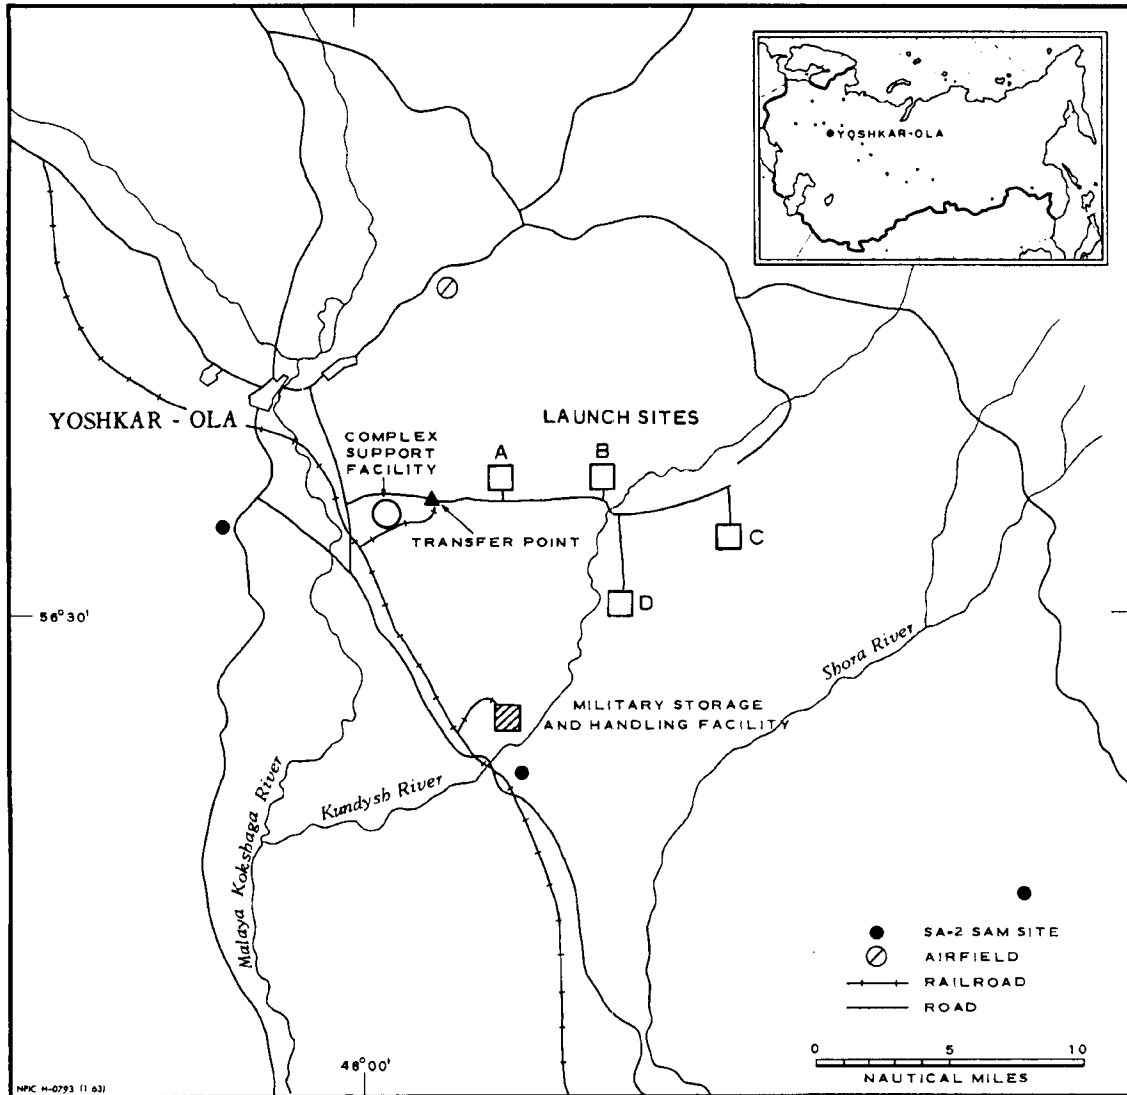 YOSHKAR-OLA
YOSHKAR - OLA
LAUNCH SITES
COMPLEX
SUPPORT
FACILITY
A
B
TRANSFER POINT
C
D
56°30'
Shora River
MILITARY STORAGE
AND HANDLING FACILITY
Kundysh River
Malaya Kokshaga River
SA-2 SAM SITE
AIRFIELD
RAILROAD
ROAD
48°00'
0 5 10
NAUTICAL MILES
NPIC H-0793 (1 63)